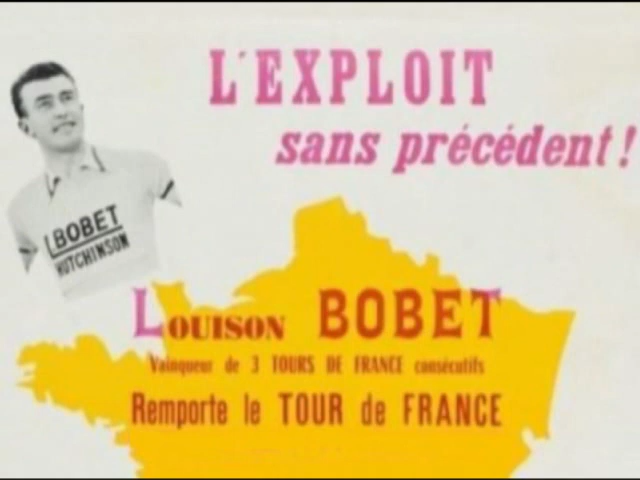 L'EXPLOIT
sans précédent !
L. BOBET
HUTCHINSON
LOUISON BOBET
Vainqueur de 3 TOURS DE FRANCE consécutifs
Remporte le TOUR de FRANCE